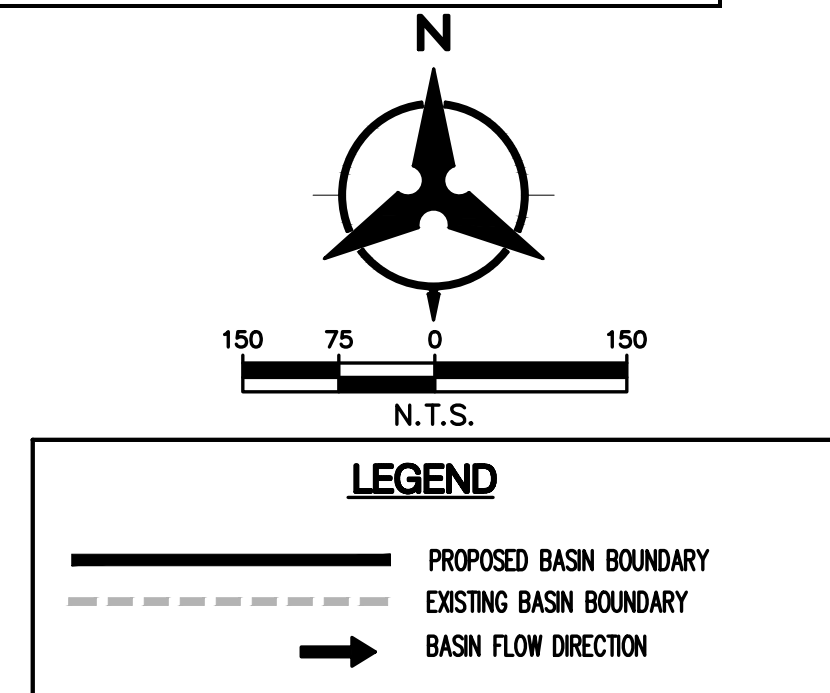 N
150 75 0 150
N.T.S.
LEGEND
PROPOSED BASIN BOUNDARY
EXISTING BASIN BOUNDARY
BASIN FLOW DIRECTION